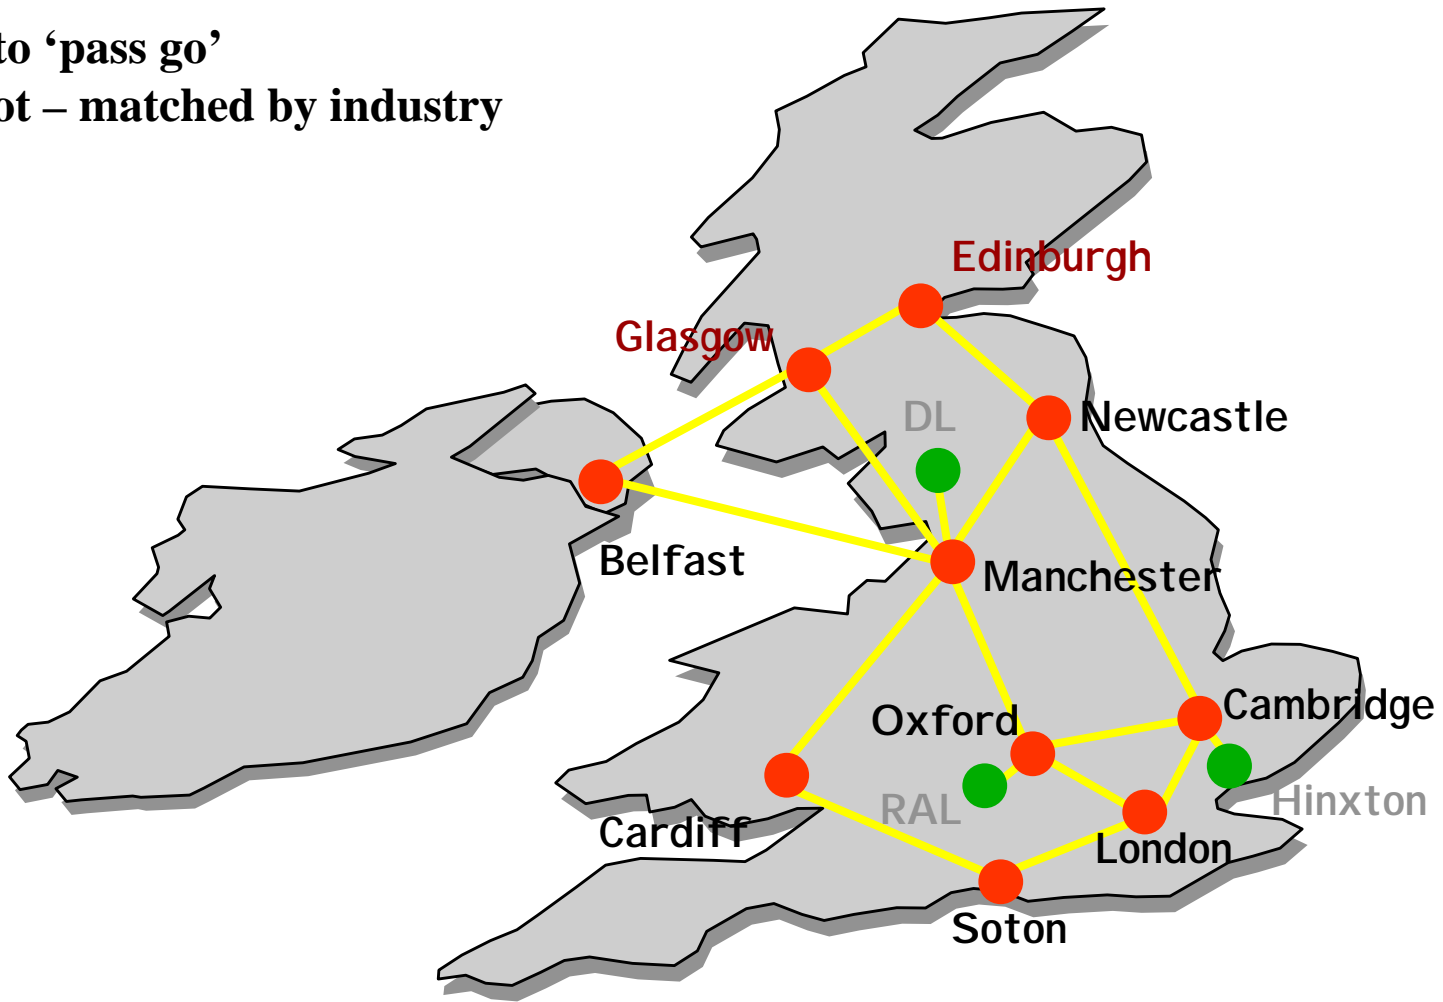 to ‘pass go’
ot – matched by industry
Edinburgh
Glasgow
DL
Newcastle
Belfast
Manchester
Oxford
Cambridge
RAL
Hinxton
Cardiff
London
Soton